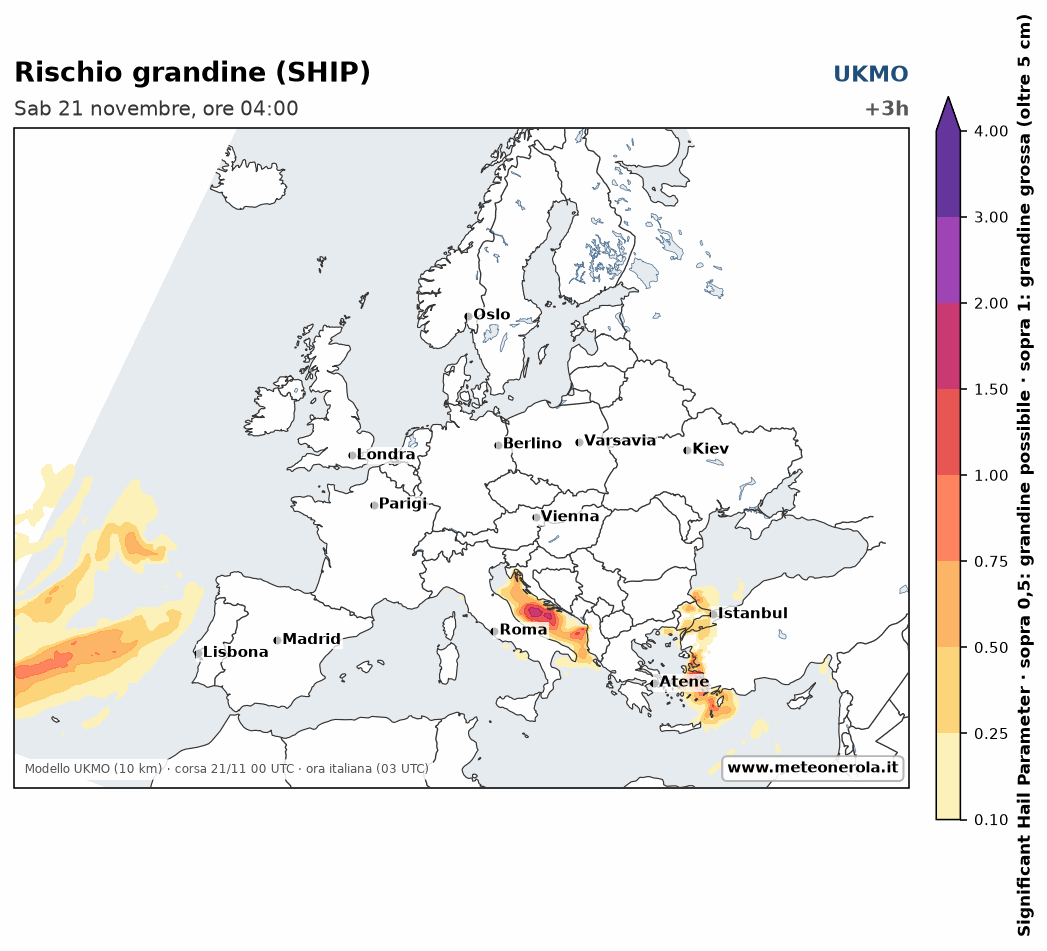 Rischio grandine (SHIP)
UKMO
Sab 21 novembre, ore 04:00
+3h
Oslo
Berlino
Varsavia
Kiev
Londra
Parigi
Vienna
Istanbul
Roma
Madrid
Lisbona
Atene
Modello UKMO (10 km) · corsa 21/11 00 UTC · ora italiana (03 UTC)
www.meteonerola.it
4.00
3.00
2.00
1.50
1.00
0.75
0.50
0.25
0.10
Significant Hail Parameter · sopra 0,5: grandine possibile · sopra 1: grandine grossa (oltre 5 cm)